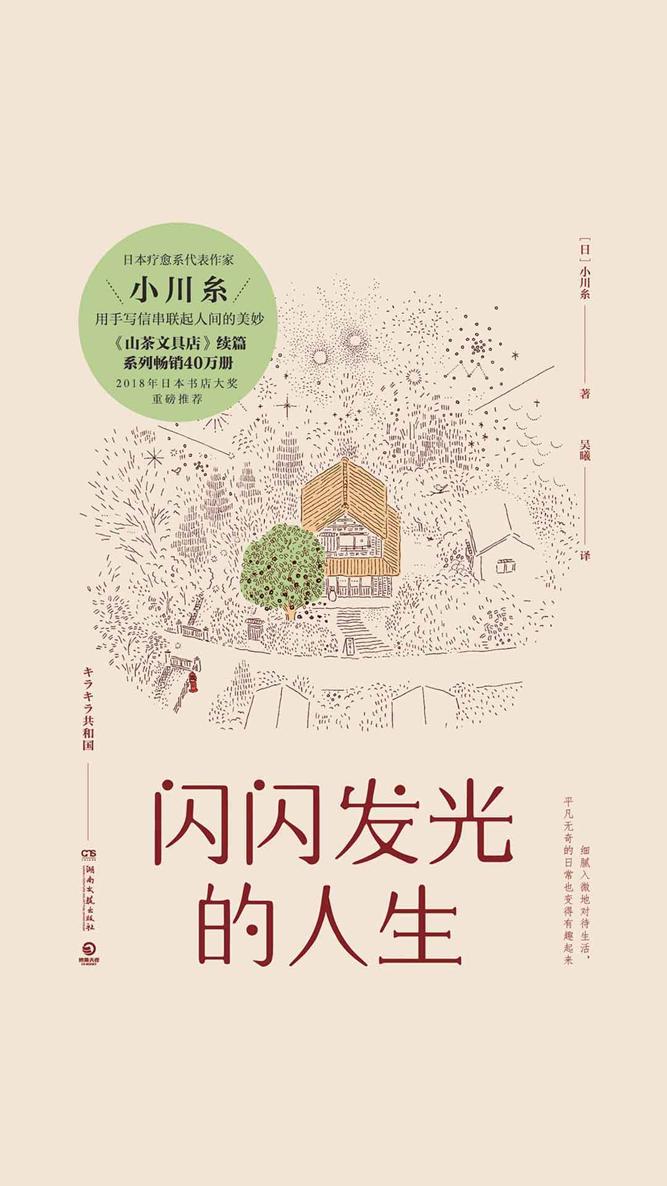 日本疗愈系代表作家
小川糸
用手写信串联起人间的美妙
《山茶文具店》续篇
系列畅销40万册
2018年日本书店大奖
重磅推荐
[日]小川糸 著 吴曦 译
キラキラ共和国
闪闪发光
的人生
细腻入微地对待生活，
平凡无奇的日常也变得有趣起来
CS
湖南文艺出版社
博集天卷